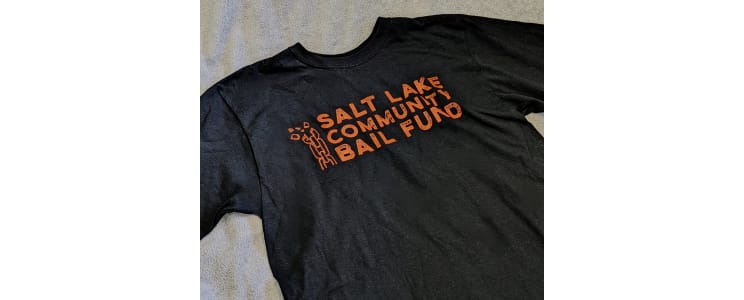 SALT LAKE
COMMUNITY
BAIL FUND